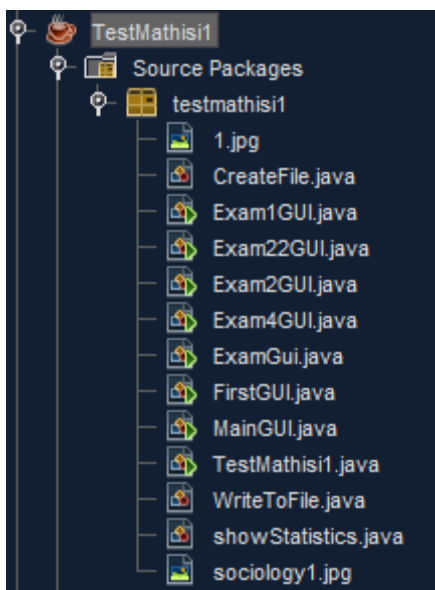 TestMathisi1
Source Packages
testmathisi1
1.jpg
CreateFile.java
Exam1GUI.java
Exam22GUI.java
Exam2GUI.java
Exam4GUI.java
ExamGui.java
FirstGUI.java
MainGUI.java
TestMathisi1.java
WriteToFile.java
showStatistics.java
sociology1.jpg